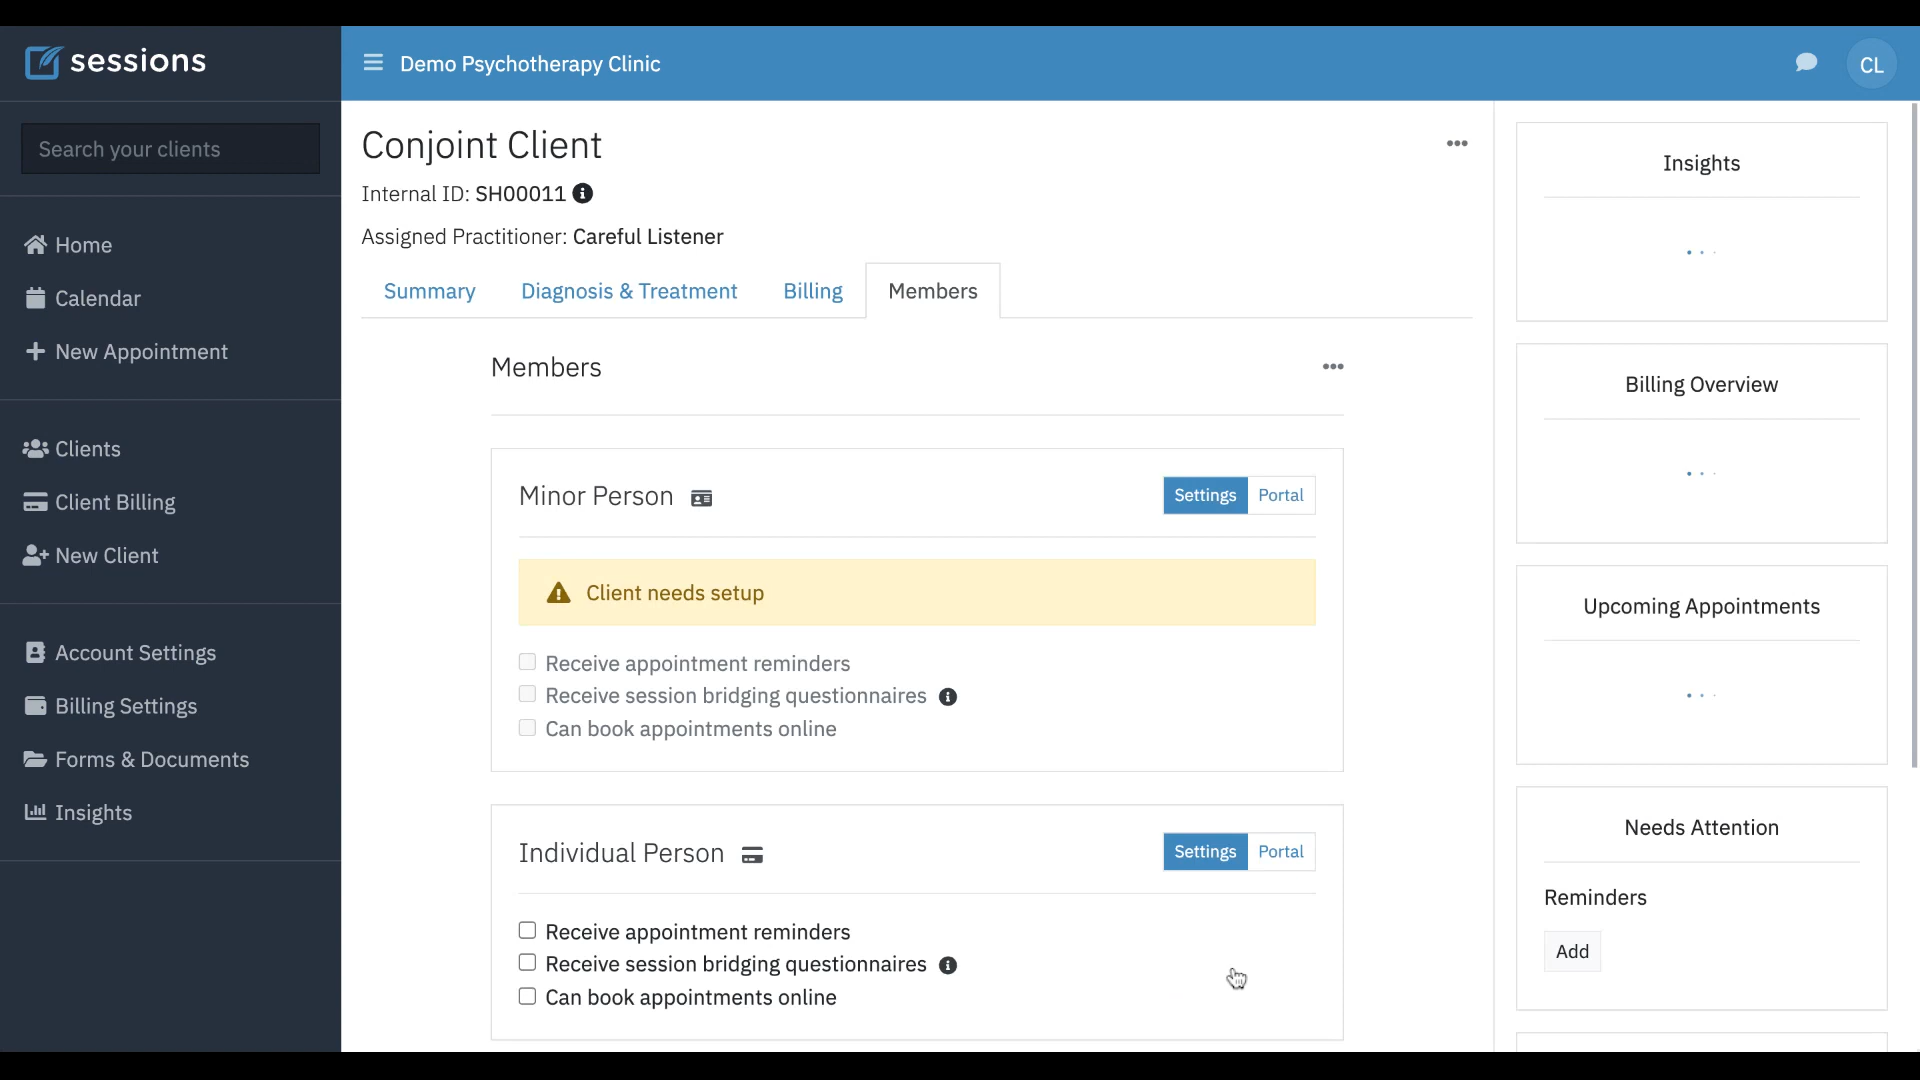 sessions
Demo Psychotherapy Clinic
CL
Search your clients
Home
Calendar
New Appointment
Clients
Client Billing
New Client
Account Settings
Billing Settings
Forms & Documents
Insights
Conjoint Client
Internal ID: SH00011
Assigned Practitioner: Careful Listener
Summary
Diagnosis & Treatment
Billing
Members
Members
Minor Person
Settings
Portal
Client needs setup
Receive appointment reminders
Receive session bridging questionnaires
Can book appointments online
Individual Person
Settings
Portal
Receive appointment reminders
Receive session bridging questionnaires
Can book appointments online
Insights
Billing Overview
Upcoming Appointments
Needs Attention
Reminders
Add